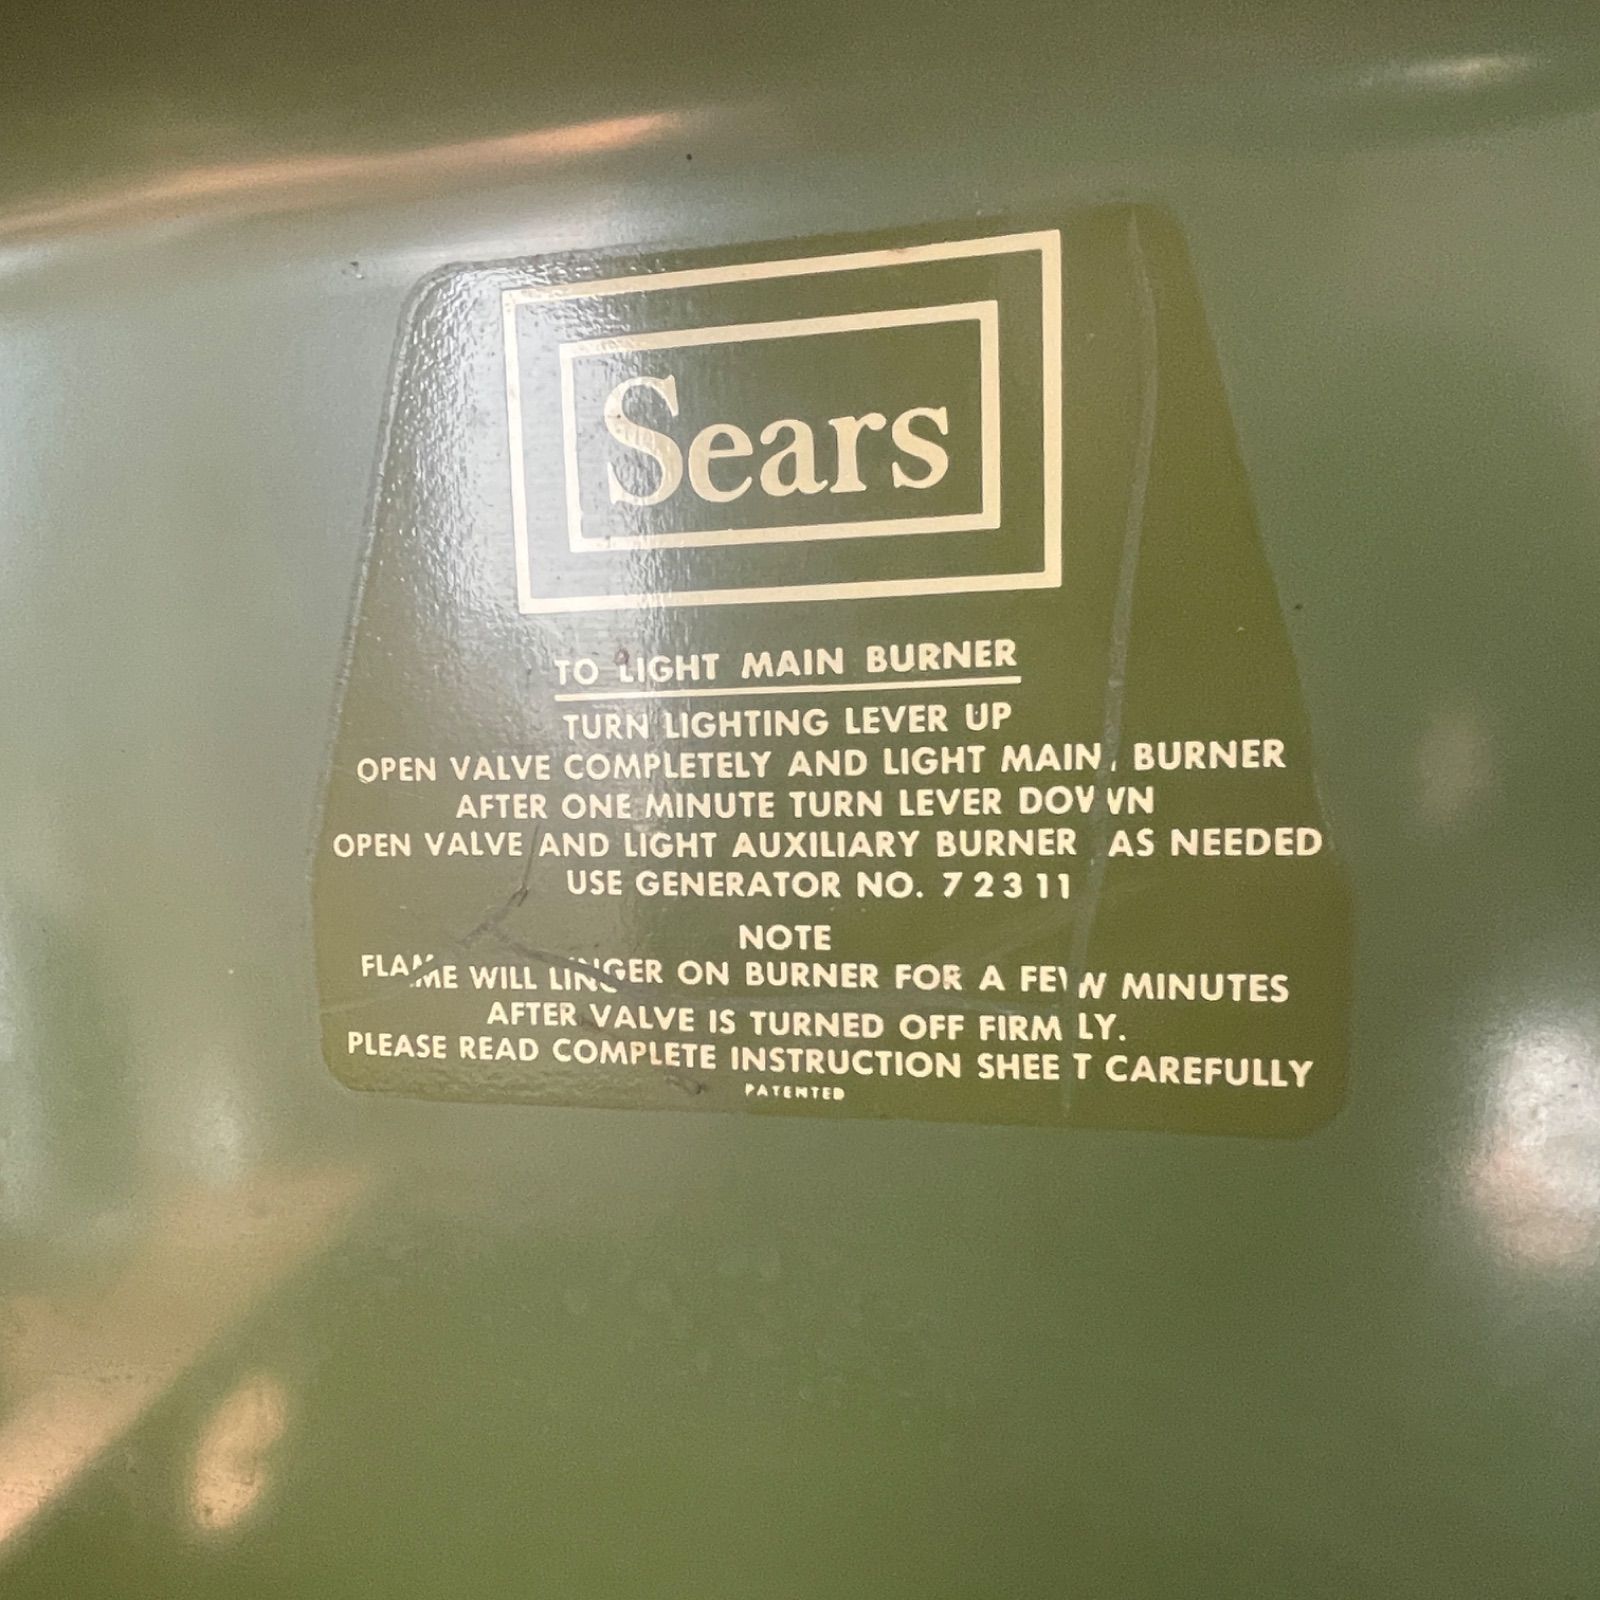 Sears
TO LIGHT MAIN BURNER
TURN LIGHTING LEVER UP
OPEN VALVE COMPLETELY AND LIGHT MAIN BURNER
AFTER ONE MINUTE TURN LEVER DOWN
OPEN VALVE AND LIGHT AUXILIARY BURNER AS NEEDED
USE GENERATOR NO. 72311
NOTE
FLAME WILL LINGER ON BURNER FOR A FEW MINUTES
AFTER VALVE IS TURNED OFF FIRMLY.
PLEASE READ COMPLETE INSTRUCTION SHEET CAREFULLY
PATENTED